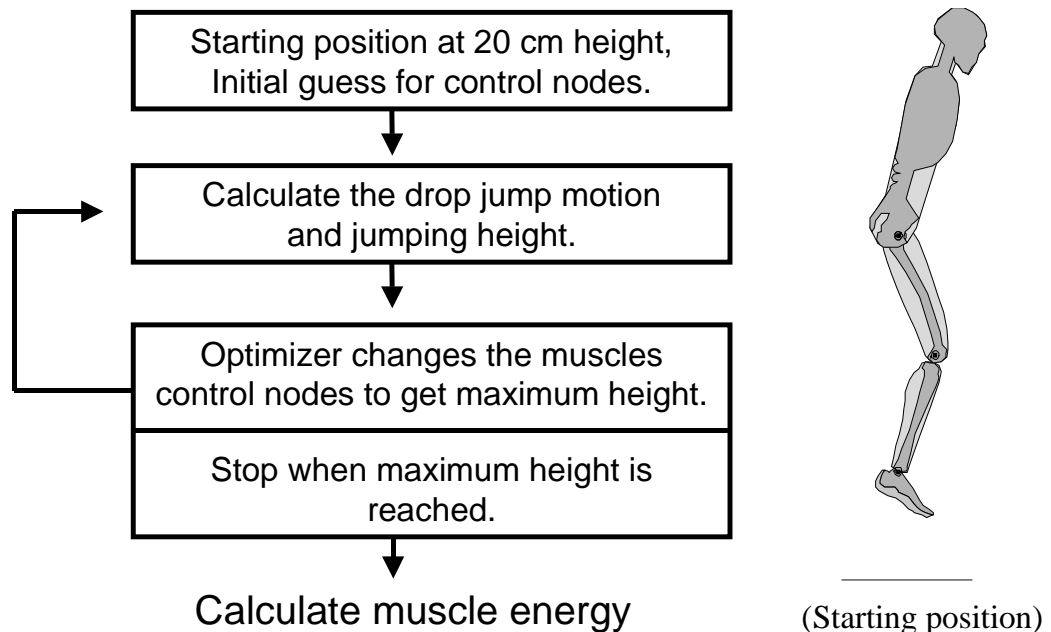 Starting position at 20 cm height,
Initial guess for control nodes.
Calculate the drop jump motion
and jumping height.
Optimizer changes the muscles
control nodes to get maximum height.
Stop when maximum height is
reached.
Calculate muscle energy
(Starting position)